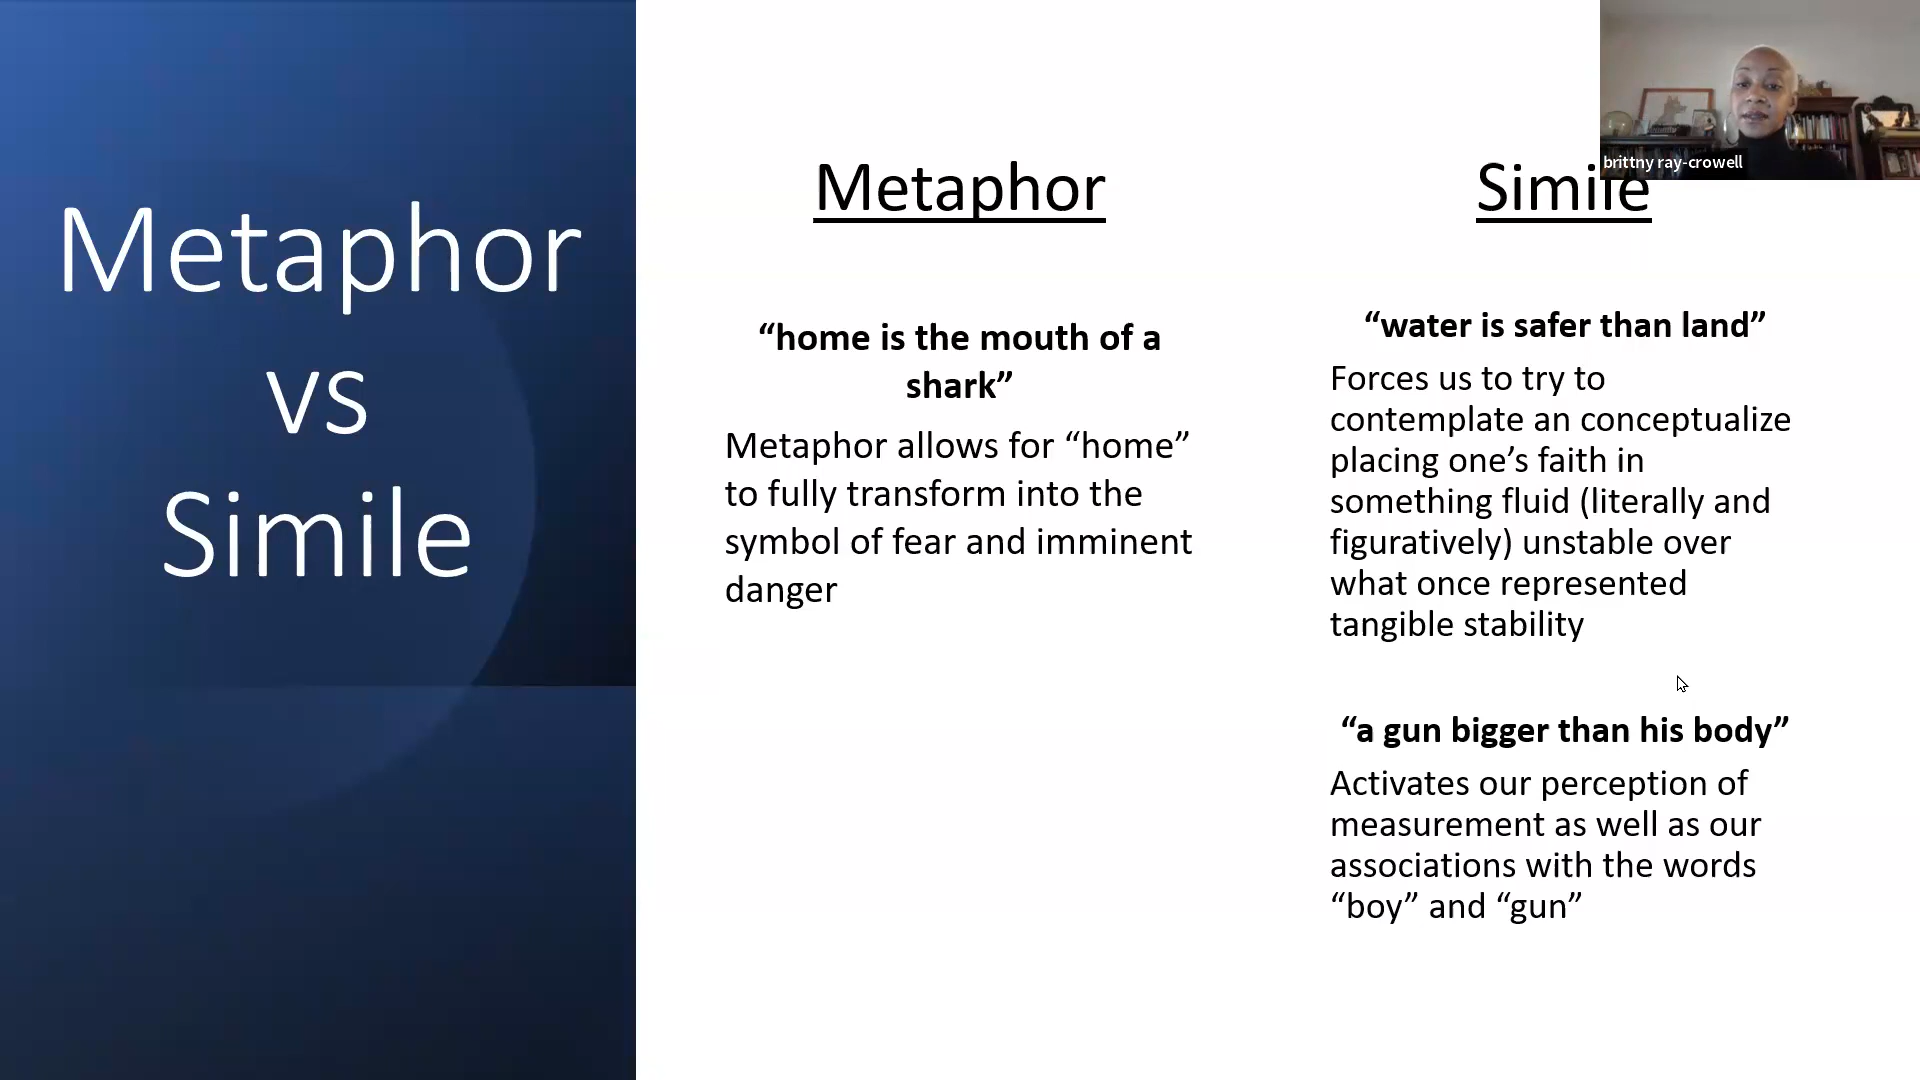 Metaphor
vs
Simile
Metaphor
“home is the mouth of a
shark”
Metaphor allows for “home”
to fully transform into the
symbol of fear and imminent
danger
Simile
“water is safer than land”
Forces us to try to
contemplate an conceptualize
placing one’s faith in
something fluid (literally and
figuratively) unstable over
what once represented
tangible stability
“a gun bigger than his body”
Activates our perception of
measurement as well as our
associations with the words
“boy” and “gun”
brittny ray-crowell